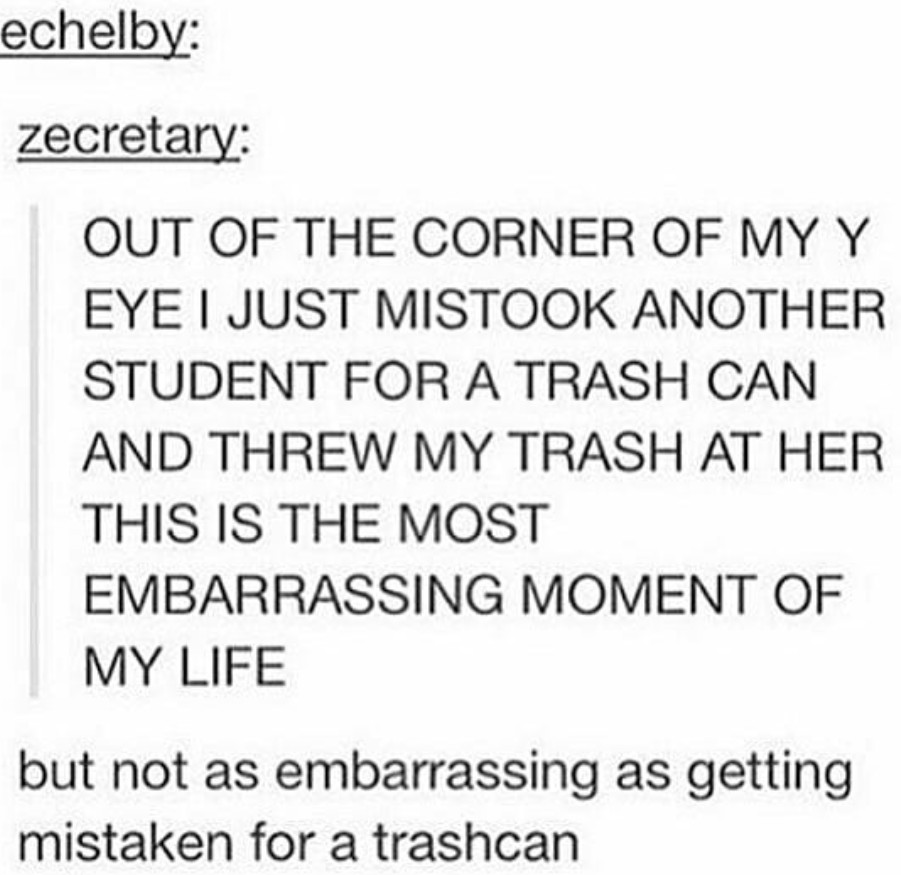 echelby:
zecretary:
OUT OF THE CORNER OF MY Y
EYE I JUST MISTOOK ANOTHER
STUDENT FOR A TRASH CAN
AND THREW MY TRASH AT HER
THIS IS THE MOST
EMBARRASSING MOMENT OF
MY LIFE
but not as embarrassing as getting
mistaken for a trashcan